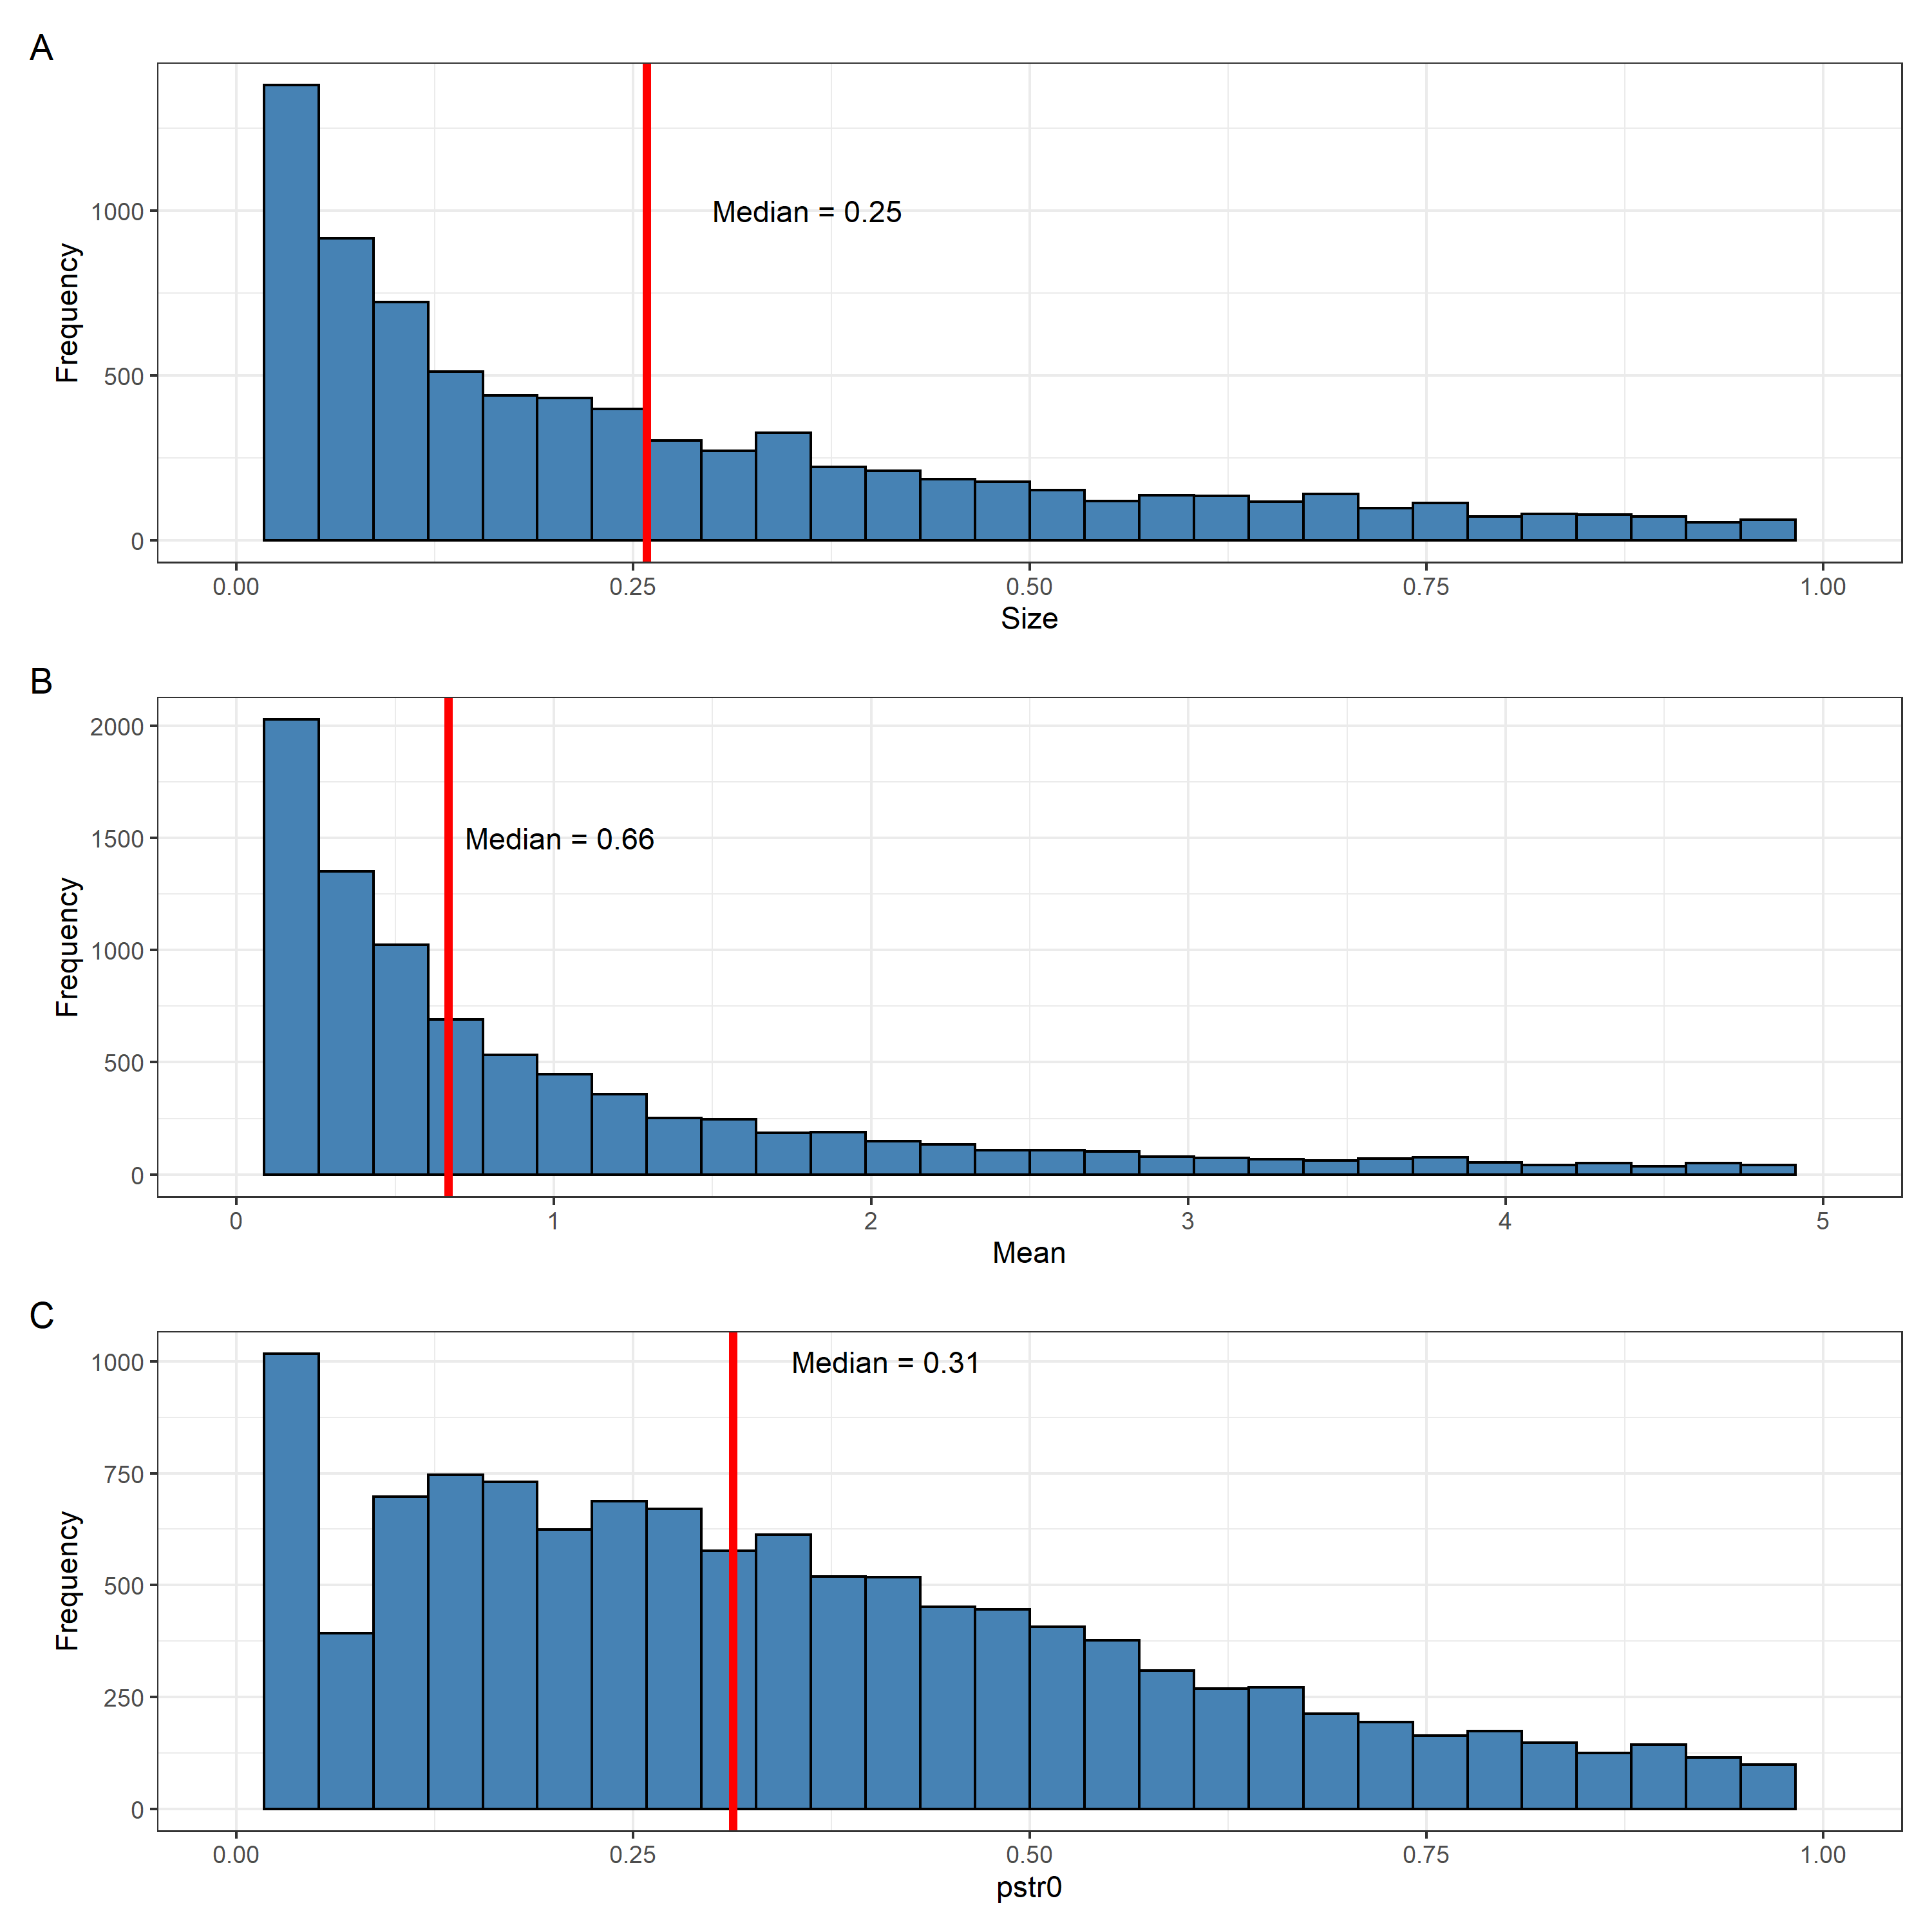 A
Frequency
1000
500
0
Median = 0.25
0.00 0.25 0.50 0.75 1.00
Size
B
Frequency
2000
1500
1000
500
0
Median = 0.66
0 1 2 3 4 5
Mean
C
Frequency
1000
750
500
250
0
Median = 0.31
0.00 0.25 0.50 0.75 1.00
pstr0